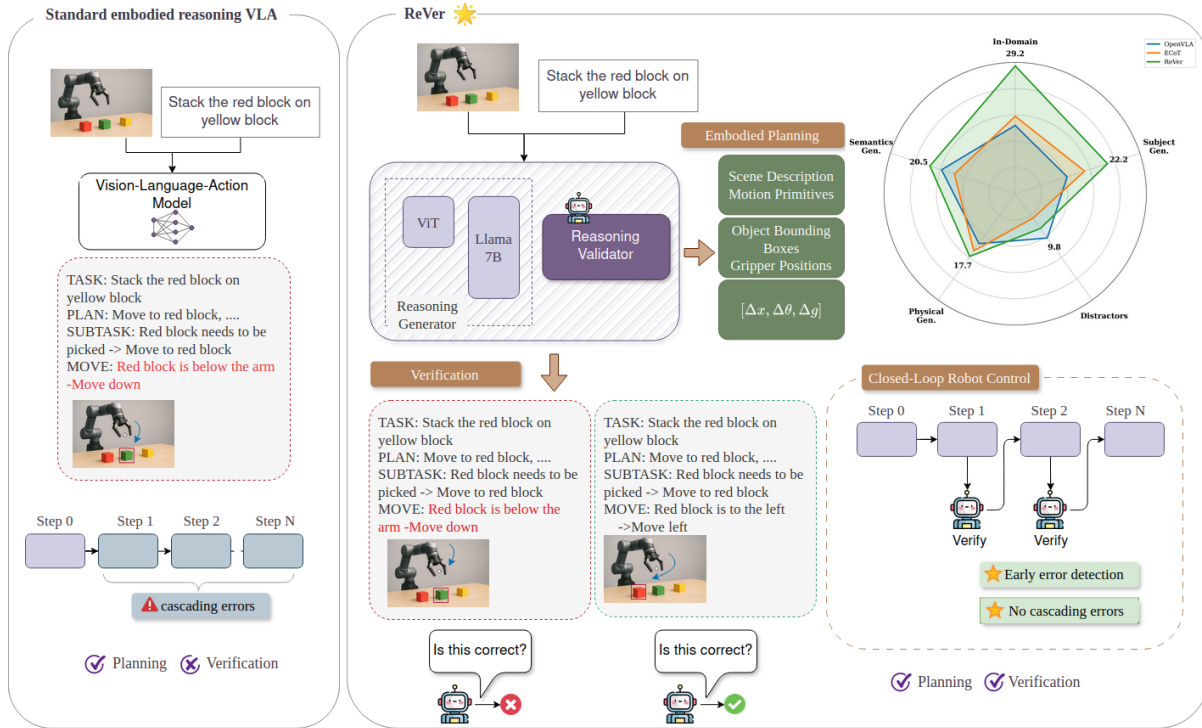 Standard embodied reasoning VLA
Stack the red block on
yellow block
Vision-Language-Action
Model
TASK: Stack the red block on
yellow block
PLAN: Move to red block, ....
SUBTASK: Red block needs to be
picked -> Move to red block
MOVE: Red block is below the arm
-Move down
Step 0
Step 1
Step 2
Step N
cascading errors
Planning
Verification
ReVer
Stack the red block on
yellow block
ViT
Llama
7B
Reasoning
Generator
Reasoning
Validator
Embodied Planning
Scene Description
Motion Primitives
Object Bounding
Boxes
Gripper Positions
[Δx, Δθ, Δg]
OpenVLA
ECoT
ReVer
In-Domain
29.2
Semantics
Gen.
20.5
Subject
Gen.
22.2
17.7
9.8
Physical
Gen.
Distractors
Verification
TASK: Stack the red block on
yellow block
PLAN: Move to red block, ....
SUBTASK: Red block needs to be
picked -> Move to red block
MOVE: Red block is below the
arm -Move down
Is this correct?
TASK: Stack the red block on
yellow block
PLAN: Move to red block, ....
SUBTASK: Red block needs to be
picked -> Move to red block
MOVE: Red block is to the left
->Move left
Is this correct?
Closed-Loop Robot Control
Step 0
Step 1
Step 2
Step N
Verify
Verify
Early error detection
No cascading errors
Planning
Verification